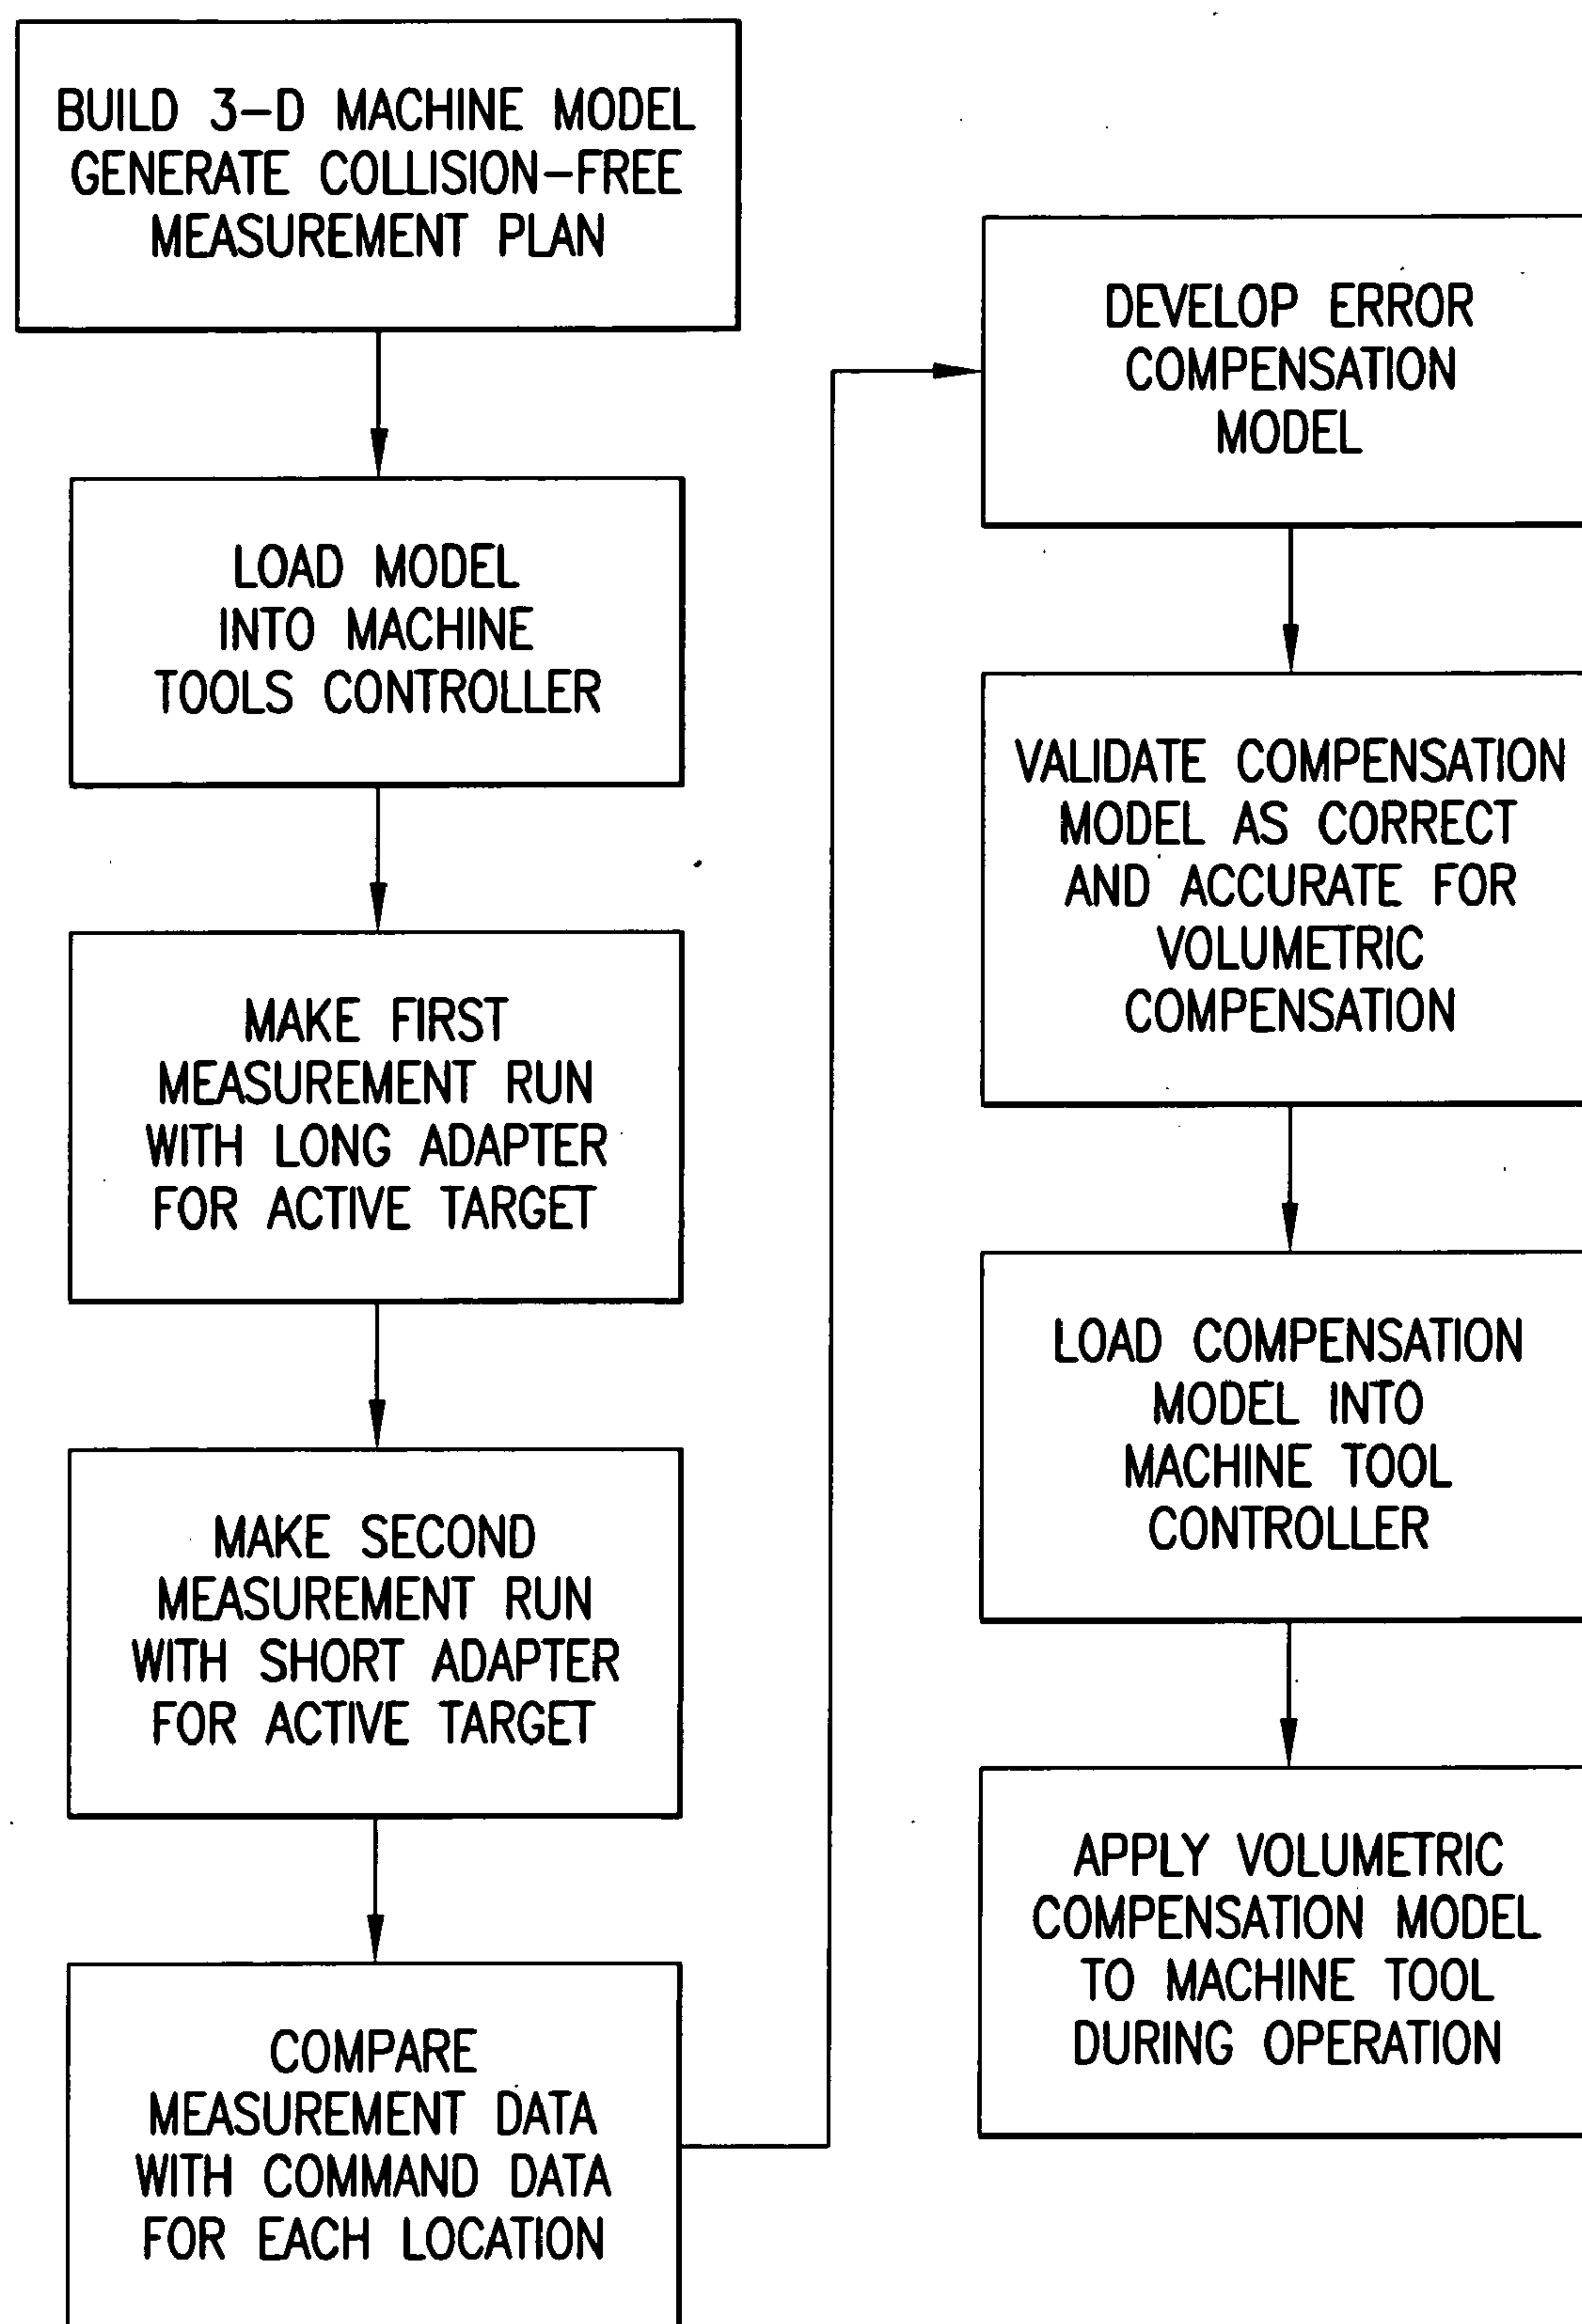 BUILD 3-D MACHINE MODEL
GENERATE COLLISION-FREE
MEASUREMENT PLAN
LOAD MODEL
INTO MACHINE
TOOLS CONTROLLER
MAKE FIRST
MEASUREMENT RUN
WITH LONG ADAPTER
FOR ACTIVE TARGET
MAKE SECOND
MEASUREMENT RUN
WITH SHORT ADAPTER
FOR ACTIVE TARGET
COMPARE
MEASUREMENT DATA
WITH COMMAND DATA
FOR EACH LOCATION
DEVELOP ERROR
COMPENSATION
MODEL
VALIDATE COMPENSATION
MODEL AS CORRECT
AND ACCURATE FOR
VOLUMETRIC
COMPENSATION
LOAD COMPENSATION
MODEL INTO
MACHINE TOOL
CONTROLLER
APPLY VOLUMETRIC
COMPENSATION MODEL
TO MACHINE TOOL
DURING OPERATION